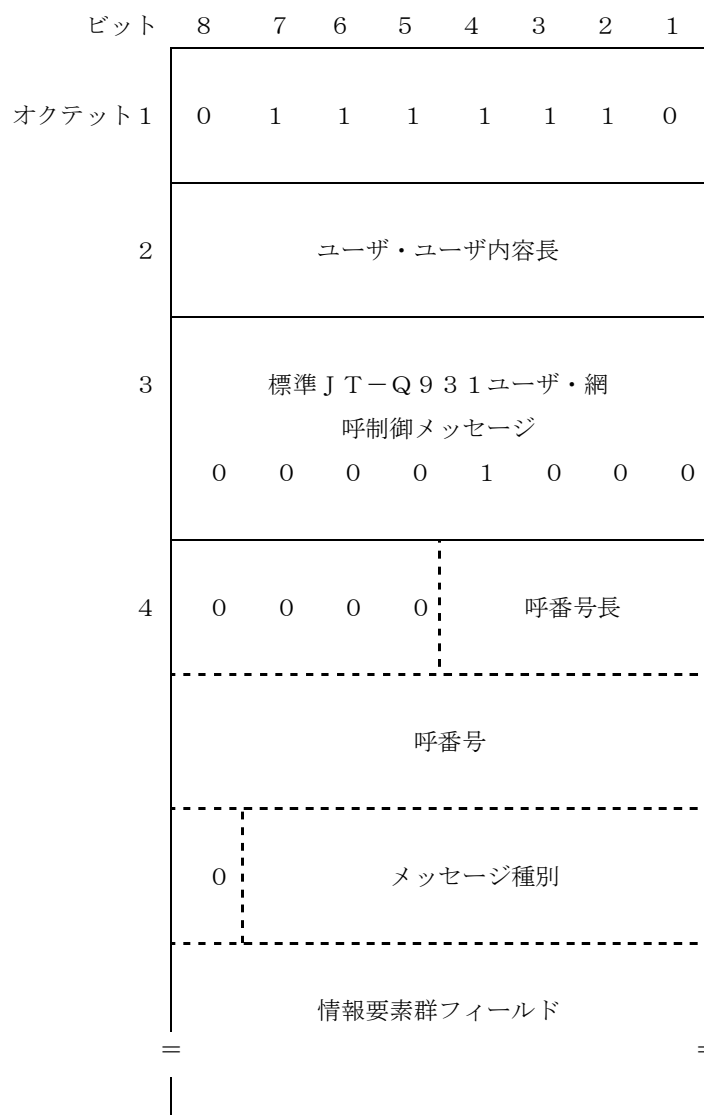 ビット 8 7 6 5 4 3 2 1
オクテット1 0 1 1 1 1 1 1 0
2 ユーザ・ユーザ内容長
3 標準JT-Q931ユーザ・網
呼制御メッセージ
0 0 0 0 1 0 0 0
4 0 0 0 0 呼番号長
呼番号
0 メッセージ種別
情報要素群フィールド
= =